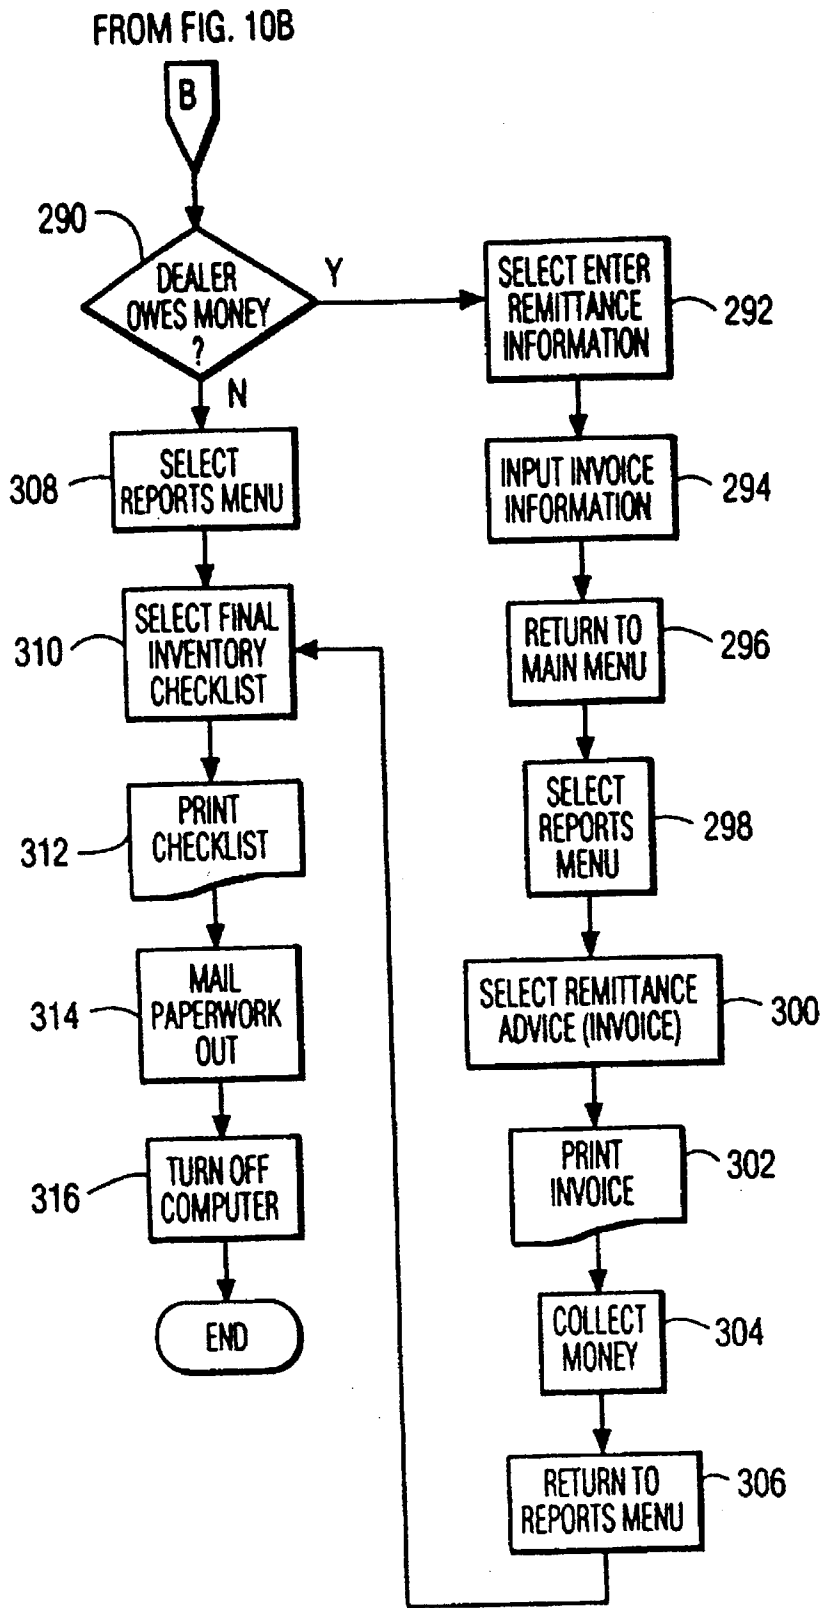 FROM FIG. 10B
B
290
DEALER
OWES MONEY
?
Y
N
308
SELECT
REPORTS MENU
310
SELECT FINAL
INVENTORY
CHECKLIST
312
PRINT
CHECKLIST
314
MAIL
PAPERWORK
OUT
316
TURN OFF
COMPUTER
END
SELECT ENTER
REMITTANCE
INFORMATION
292
INPUT INVOICE
INFORMATION
294
RETURN TO
MAIN MENU
296
SELECT
REPORTS
MENU
298
SELECT REMITTANCE
ADVICE (INVOICE)
300
PRINT
INVOICE
302
COLLECT
MONEY
304
RETURN TO
REPORTS MENU
306